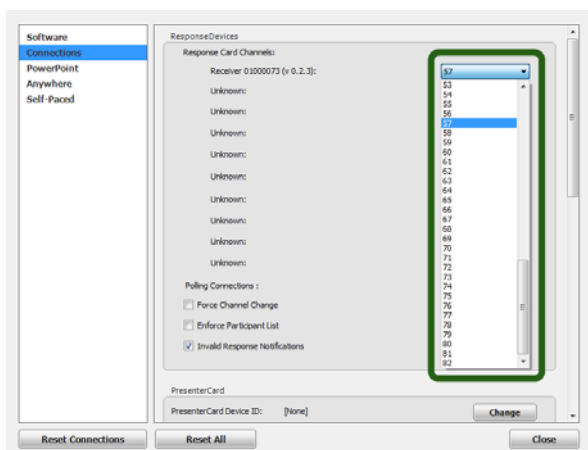 Software
Connections
PowerPoint
Anywhere
Self-Paced
ResponseDevices
Response Card Channels:
Receiver 01000073 (v 0.2.3):
Unknown:
Unknown:
Unknown:
Unknown:
Unknown:
Unknown:
Unknown:
Unknown:
Unknown:
57
53
54
55
56
57
58
59
60
61
62
63
64
65
66
67
68
69
70
71
72
73
74
75
76
77
78
79
80
81
82
Polling Connections :
Force Channel Change
Enforce Participant List
Invalid Response Notifications
PresenterCard
PresenterCard Device ID: [None]
Change
Reset Connections
Reset All
Close